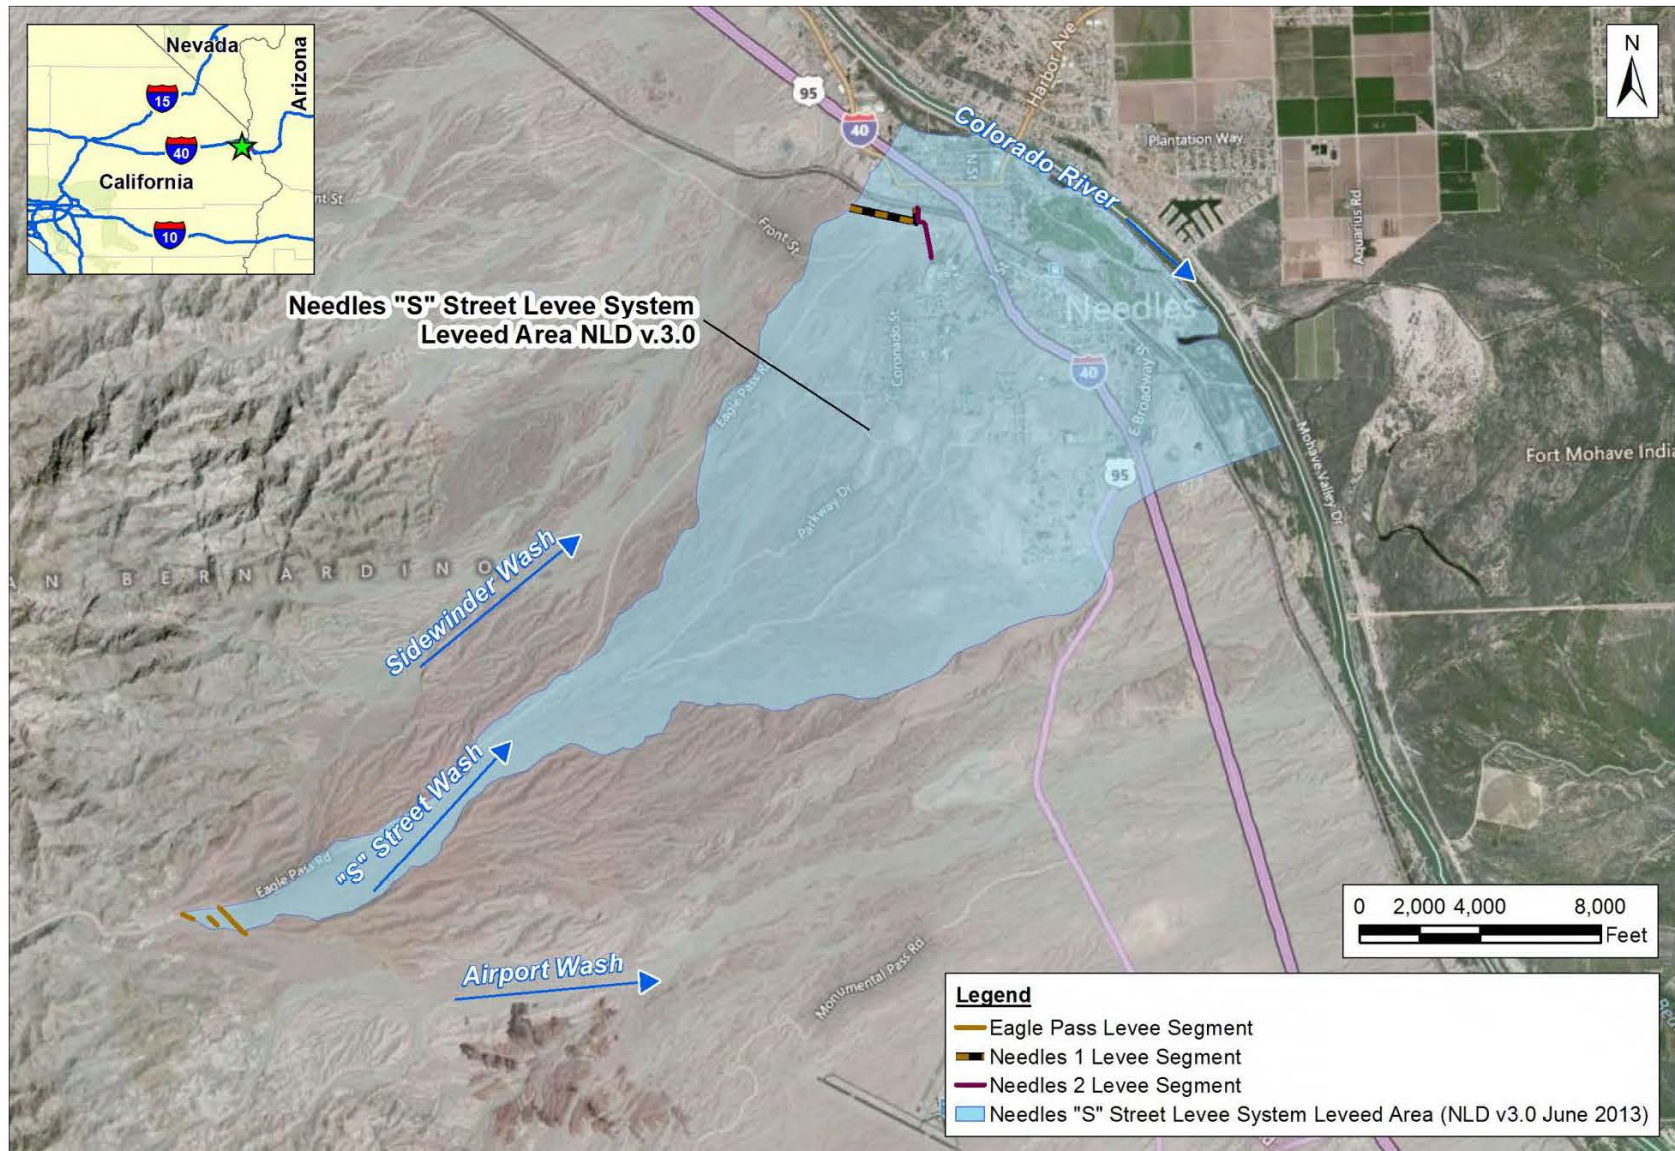 Nevada
Arizona
15
40
California
10
N
95
40
Harbor Ave
Colorado River
Plantation Way
N St
Front St.
Aquarius Rd
Needles "S" Street Levee System
Leveed Area NLD v.3.0
Needles
St
Coronado St
Eagle Pass Rd
40
E Broadway St
95
Mohave Valley Dr
Fort Mohave India
Parkway Dr
AN BERNARDINO
Sidewinder Wash
"S" Street Wash
Eagle Pass Rd
Airport Wash
Monumental Pass Rd
0 2,000 4,000 8,000
Feet
Legend
Eagle Pass Levee Segment
Needles 1 Levee Segment
Needles 2 Levee Segment
Needles "S" Street Levee System Leveed Area (NLD v3.0 June 2013)